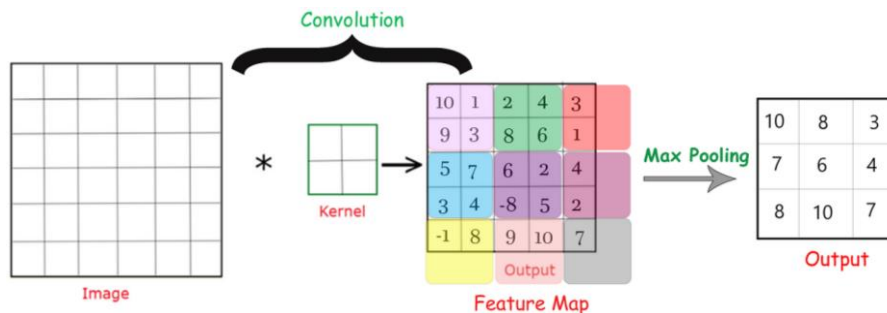 Convolution
Image
*
Kernel
10 1 2 4 3
9 3 8 6 1
5 7 6 2 4
3 4 -8 5 2
-1 8 9 10 7
Output
Feature Map
Max Pooling
10 8 3
7 6 4
8 10 7
Output